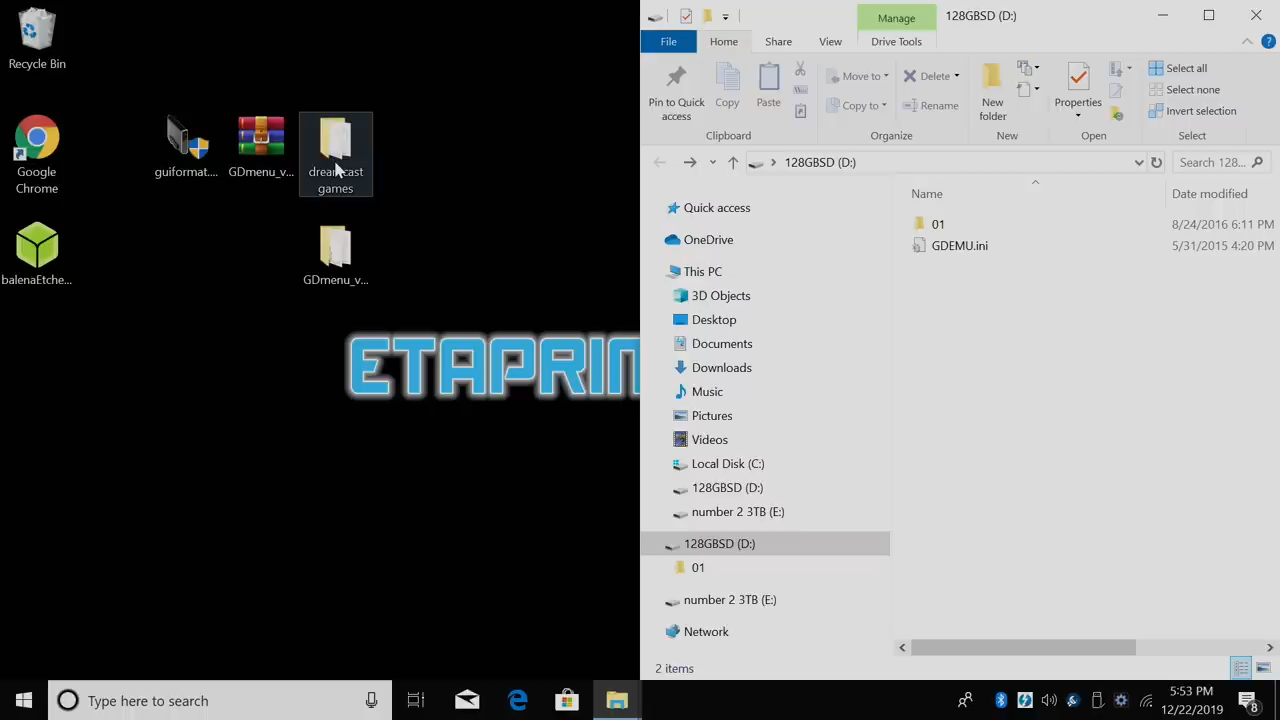 Recycle Bin
Google
Chrome
guiformat....
GDmenu_v...
dreamcast
games
balenaEtche...
GDmenu_v...
ETAPRIM
Manage
128GBSD (D:)
File
Home
Share
View
Drive Tools
Pin to Quick
access
Copy
Paste
Move to
Copy to
Delete
Rename
New
folder
Properties
Select all
Select none
Invert selection
Clipboard
Organize
New
Open
Select
128GBSD (D:)
Search 128...
Name
Date modified
01
8/24/2016 6:11 PM
GDEMU.ini
5/31/2015 4:20 PM
Quick access
OneDrive
This PC
3D Objects
Desktop
Documents
Downloads
Music
Pictures
Videos
Local Disk (C:)
128GBSD (D:)
number 2 3TB (E:)
128GBSD (D:)
01
number 2 3TB (E:)
Network
2 items
Type here to search
5:53 PM
12/22/2019
8